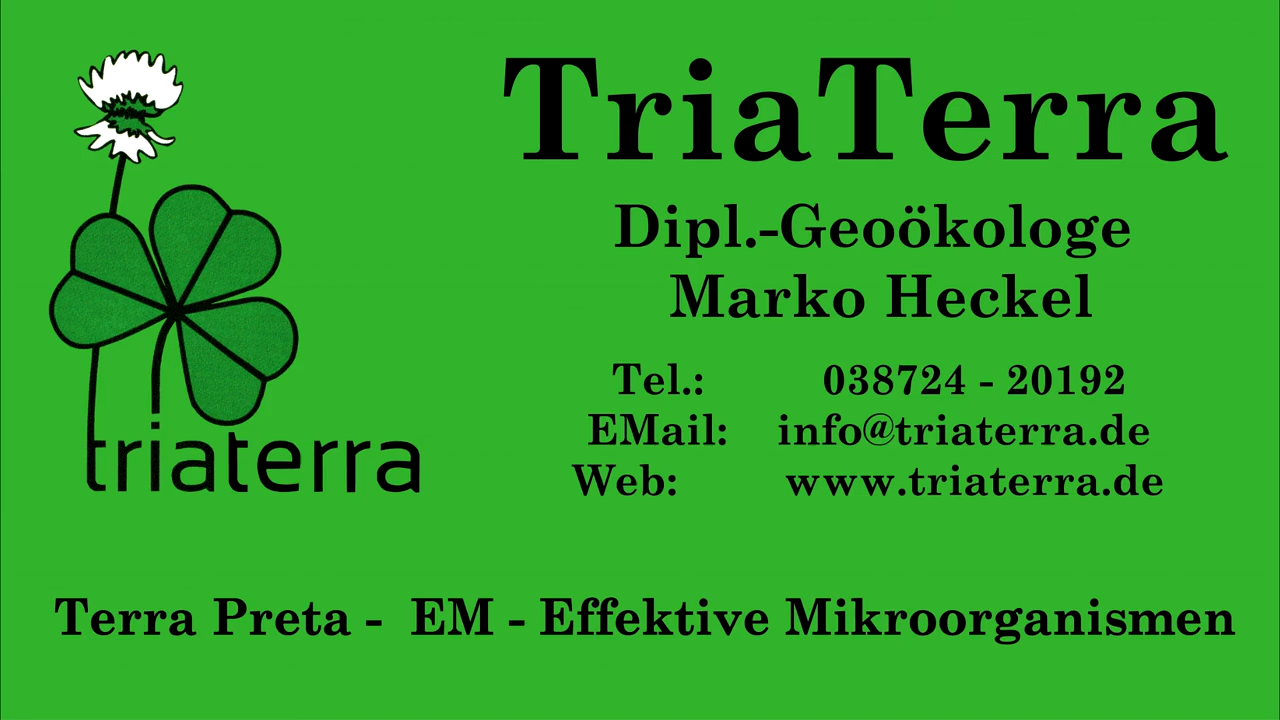 TriaTerra
Dipl.-Geoökologe
Marko Heckel
Tel.: 038724 - 20192
EMail: info@triaterra.de
Web: www.triaterra.de
triaterra
Terra Preta - EM - Effektive Mikroorganismen